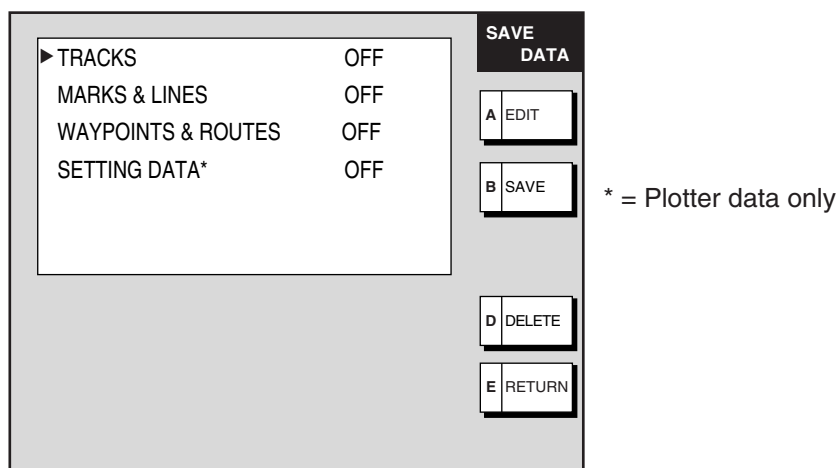 SAVE
DATA
▶TRACKS OFF
MARKS & LINES OFF
WAYPOINTS & ROUTES OFF
SETTING DATA* OFF
A EDIT
B SAVE
* = Plotter data only
D DELETE
E RETURN